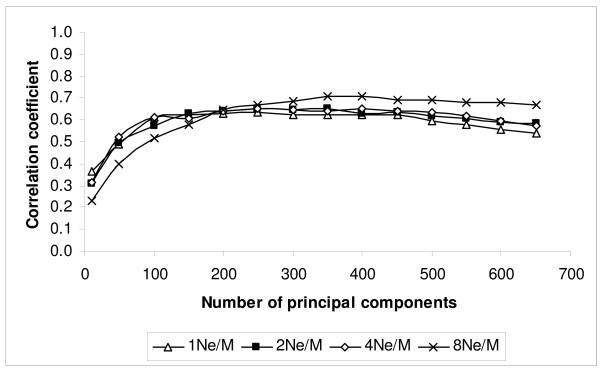 1.0
0.9
0.8
0.7
0.6
0.5
0.4
0.3
0.2
0.1
0.0
Correlation coefficient
0 100 200 300 400 500 600 700
Number of principal components
1Ne/M 2Ne/M 4Ne/M 8Ne/M